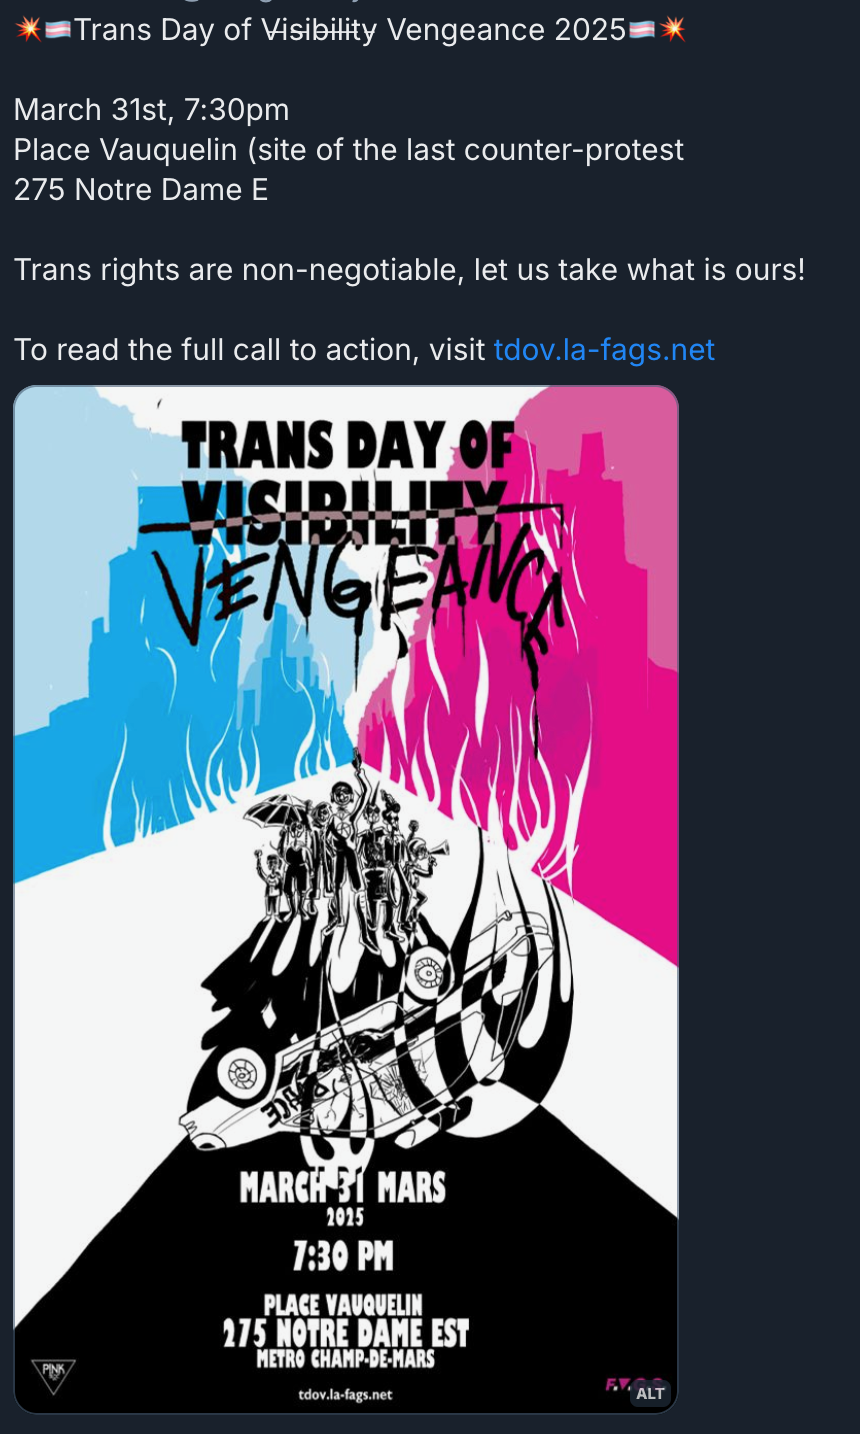 💥🏳️‍⚧️Trans Day of Visibility Vengeance 2025🏳️‍⚧️💥
March 31st, 7:30pm
Place Vauquelin (site of the last counter-protest
275 Notre Dame E
Trans rights are non-negotiable, let us take what is ours!
To read the full call to action, visit tdov.la-fags.net
TRANS DAY OF
VISIBILITY
VENGEANCE
MARCH 31 MARS
2025
7:30 PM
PLACE VAUQUELIN
275 NOTRE DAME EST
METRO CHAMP-DE-MARS
tdov.la-fags.net
PINK
ALT